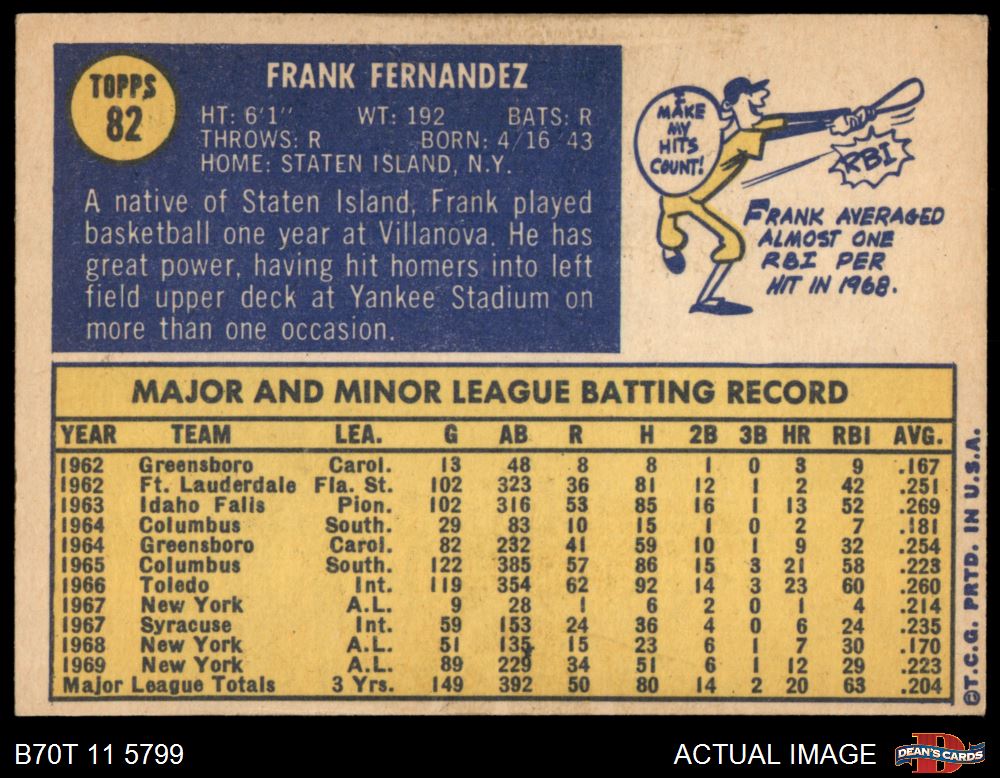 TOPPS
82
FRANK FERNANDEZ
HT: 6'1" WT: 192 BATS: R
THROWS: R BORN: 4/16 43
HOME: STATEN ISLAND, N.Y.
A native of Staten Island, Frank played
basketball one year at Villanova. He has
great power, having hit homers into left
field upper deck at Yankee Stadium on
more than one occasion.
I
MAKE
MY
HITS
COUNT!
RBI
FRANK AVERAGED
ALMOST ONE
RBI PER
HIT IN 1968.
MAJOR AND MINOR LEAGUE BATTING RECORD
YEAR TEAM LEA. G AB R H 2B 3B HR RBI AVG.
1962 Greensboro Carol. 13 48 8 8 1 0 3 9 .167
1962 Ft. Lauderdale Fla. St. 102 323 36 81 12 1 2 42 .251
1963 Idaho Falls Pion. 102 316 53 85 16 1 13 52 .269
1964 Columbus South. 29 83 10 15 1 0 2 7 .181
1964 Greensboro Carol. 82 232 41 59 10 1 9 32 .254
1965 Columbus South. 122 385 57 86 15 3 21 58 .223
1966 Toledo Int. 119 354 62 92 14 3 23 60 .260
1967 New York A.L. 9 28 1 6 2 0 1 4 .214
1967 Syracuse Int. 59 153 24 36 4 0 6 24 .235
1968 New York A.L. 51 135 15 23 6 1 7 30 .170
1969 New York A.L. 89 229 34 51 6 1 12 29 .223
Major League Totals 3 Yrs. 149 392 50 80 14 2 20 63 .204
©T.C.G. PRTD. IN U.S.A.
B70T 11 5799
ACTUAL IMAGE
DEAN'S CARDS